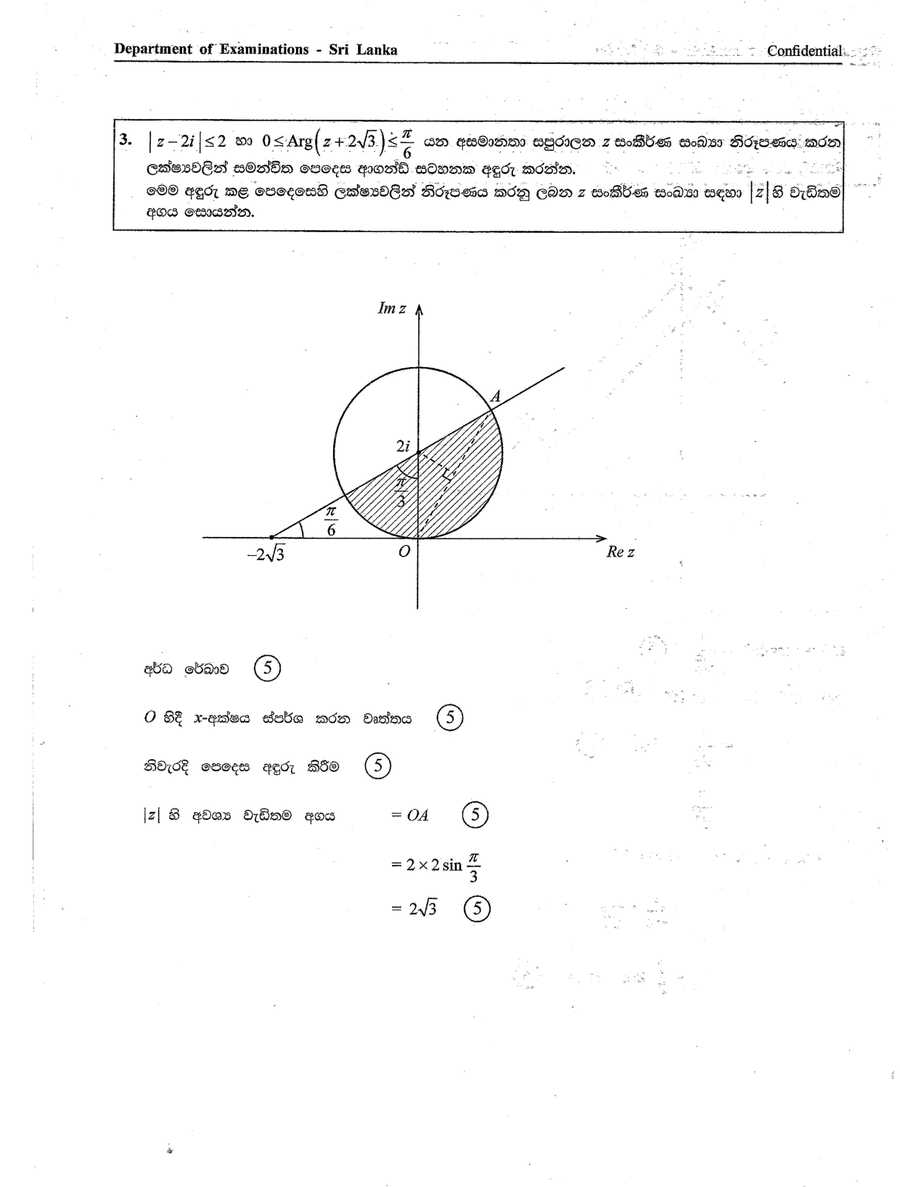 Department of Examinations - Sri Lanka Confidential
3. |z − 2i| ≤ 2 හා 0 ≤ Arg(z + 2√3) ≤ π/6 යන අසමානතා සපුරාලන z සංකීර්ණ සංඛ්‍යා නිරූපණය කරන
ලක්ෂ්‍යවලින් සමන්විත පෙදෙස ආගන්ඩ් සටහනක අඳුරු කරන්න.
මෙම අඳුරු කළ පෙදෙසෙහි ලක්ෂ්‍යවලින් නිරූපණය කරනු ලබන z සංකීර්ණ සංඛ්‍යා සඳහා |z| හි වැඩිතම
අගය සොයන්න.
Im z
A
2i
π/3
π/6
−2√3
O
Re z
අර්ධ රේඛාව 5
O හිදී x-අක්ෂය ස්පර්ශ කරන වෘත්තය 5
නිවැරදි පෙදෙස අඳුරු කිරීම 5
|z| හි අවශ්‍ය වැඩිතම අගය = OA 5
= 2 × 2 sin π/3
= 2√3 5